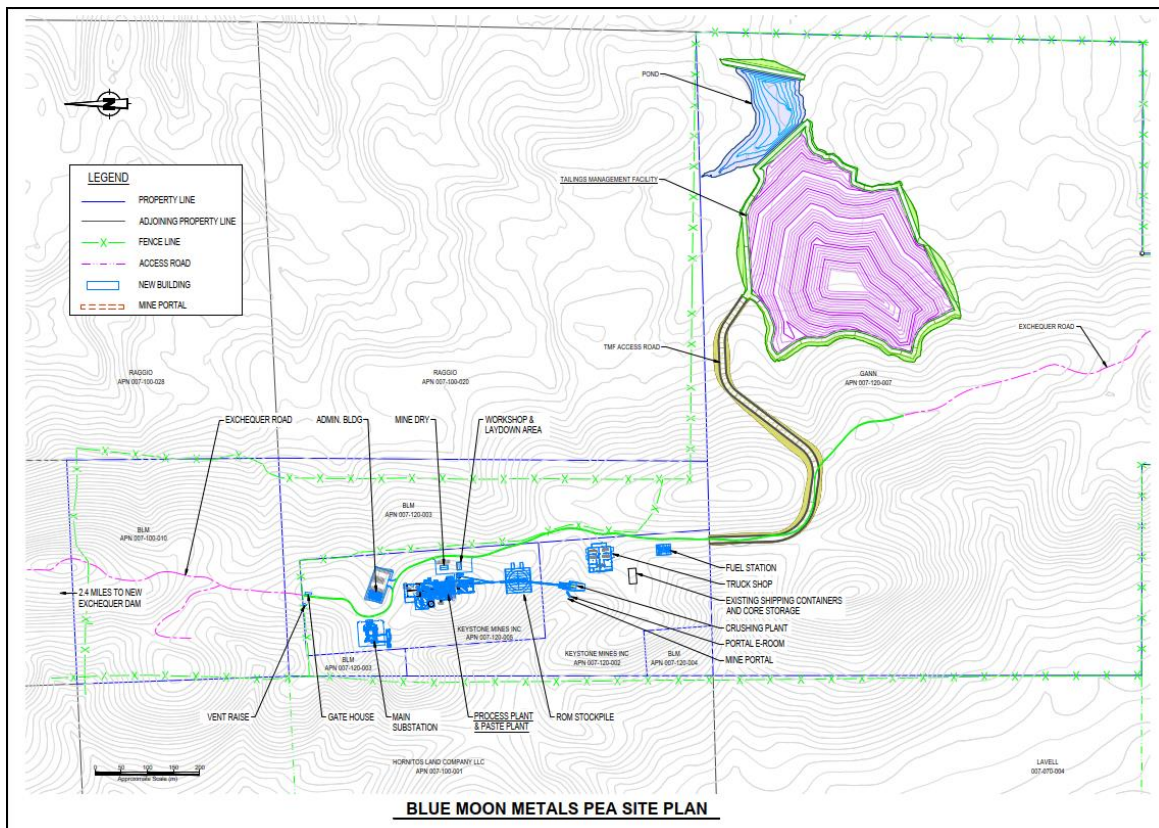 POND
N
LEGEND
PROPERTY LINE
ADJOINING PROPERTY LINE
FENCE LINE
ACCESS ROAD
NEW BUILDING
MINE PORTAL
TAILINGS MANAGEMENT FACILITY
EXCHEQUER ROAD
TMF ACCESS ROAD
RAGGIO
APN 007-100-028
RAGGIO
APN 007-100-020
GANN
APN 007-120-007
EXCHEQUER ROAD
ADMIN. BLDG
MINE DRY
WORKSHOP &
LAYDOWN AREA
BLM
APN 007-120-003
BLM
APN 007-100-010
2.4 MILES TO NEW
EXCHEQUER DAM
FUEL STATION
TRUCK SHOP
EXISTING SHIPPING CONTAINERS
AND CORE STORAGE
CRUSHING PLANT
PORTAL E-ROOM
MINE PORTAL
KEYSTONE MINES INC
KEYSTONE MINES INC
APN 007-120-002
BLM
APN 007-120-004
BLM
APN 007-120-003
VENT RAISE
GATE HOUSE
MAIN
SUBSTATION
PROCESS PLANT
& PASTE PLANT
ROM STOCKPILE
0 50 100 150 200
Approximate Scale (m)
HORNITOS LAND COMPANY LLC
APN 007-100-001
LAVELL
007-070-004
BLUE MOON METALS PEA SITE PLAN